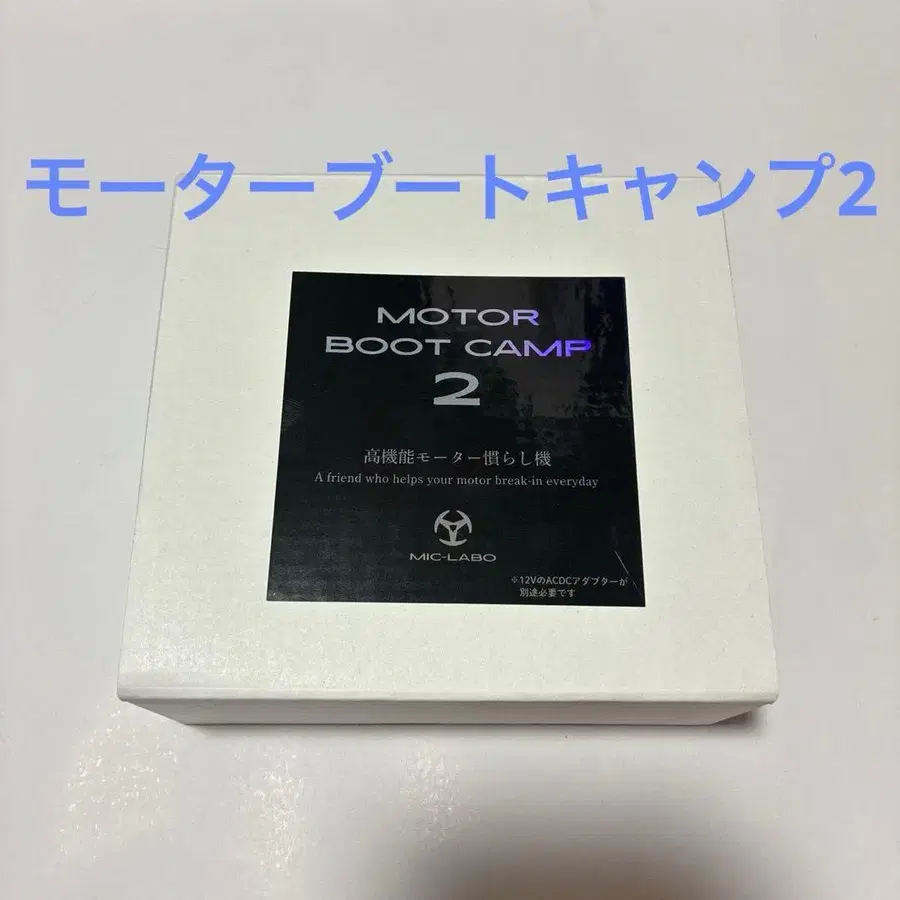 モーターブートキャンプ2
MOTOR
BOOT CAMP
2
高機能モーター慣らし機
A friend who helps your motor break-in everyday
MIC-LABO
※12VのACDCアダプターが
別途必要です